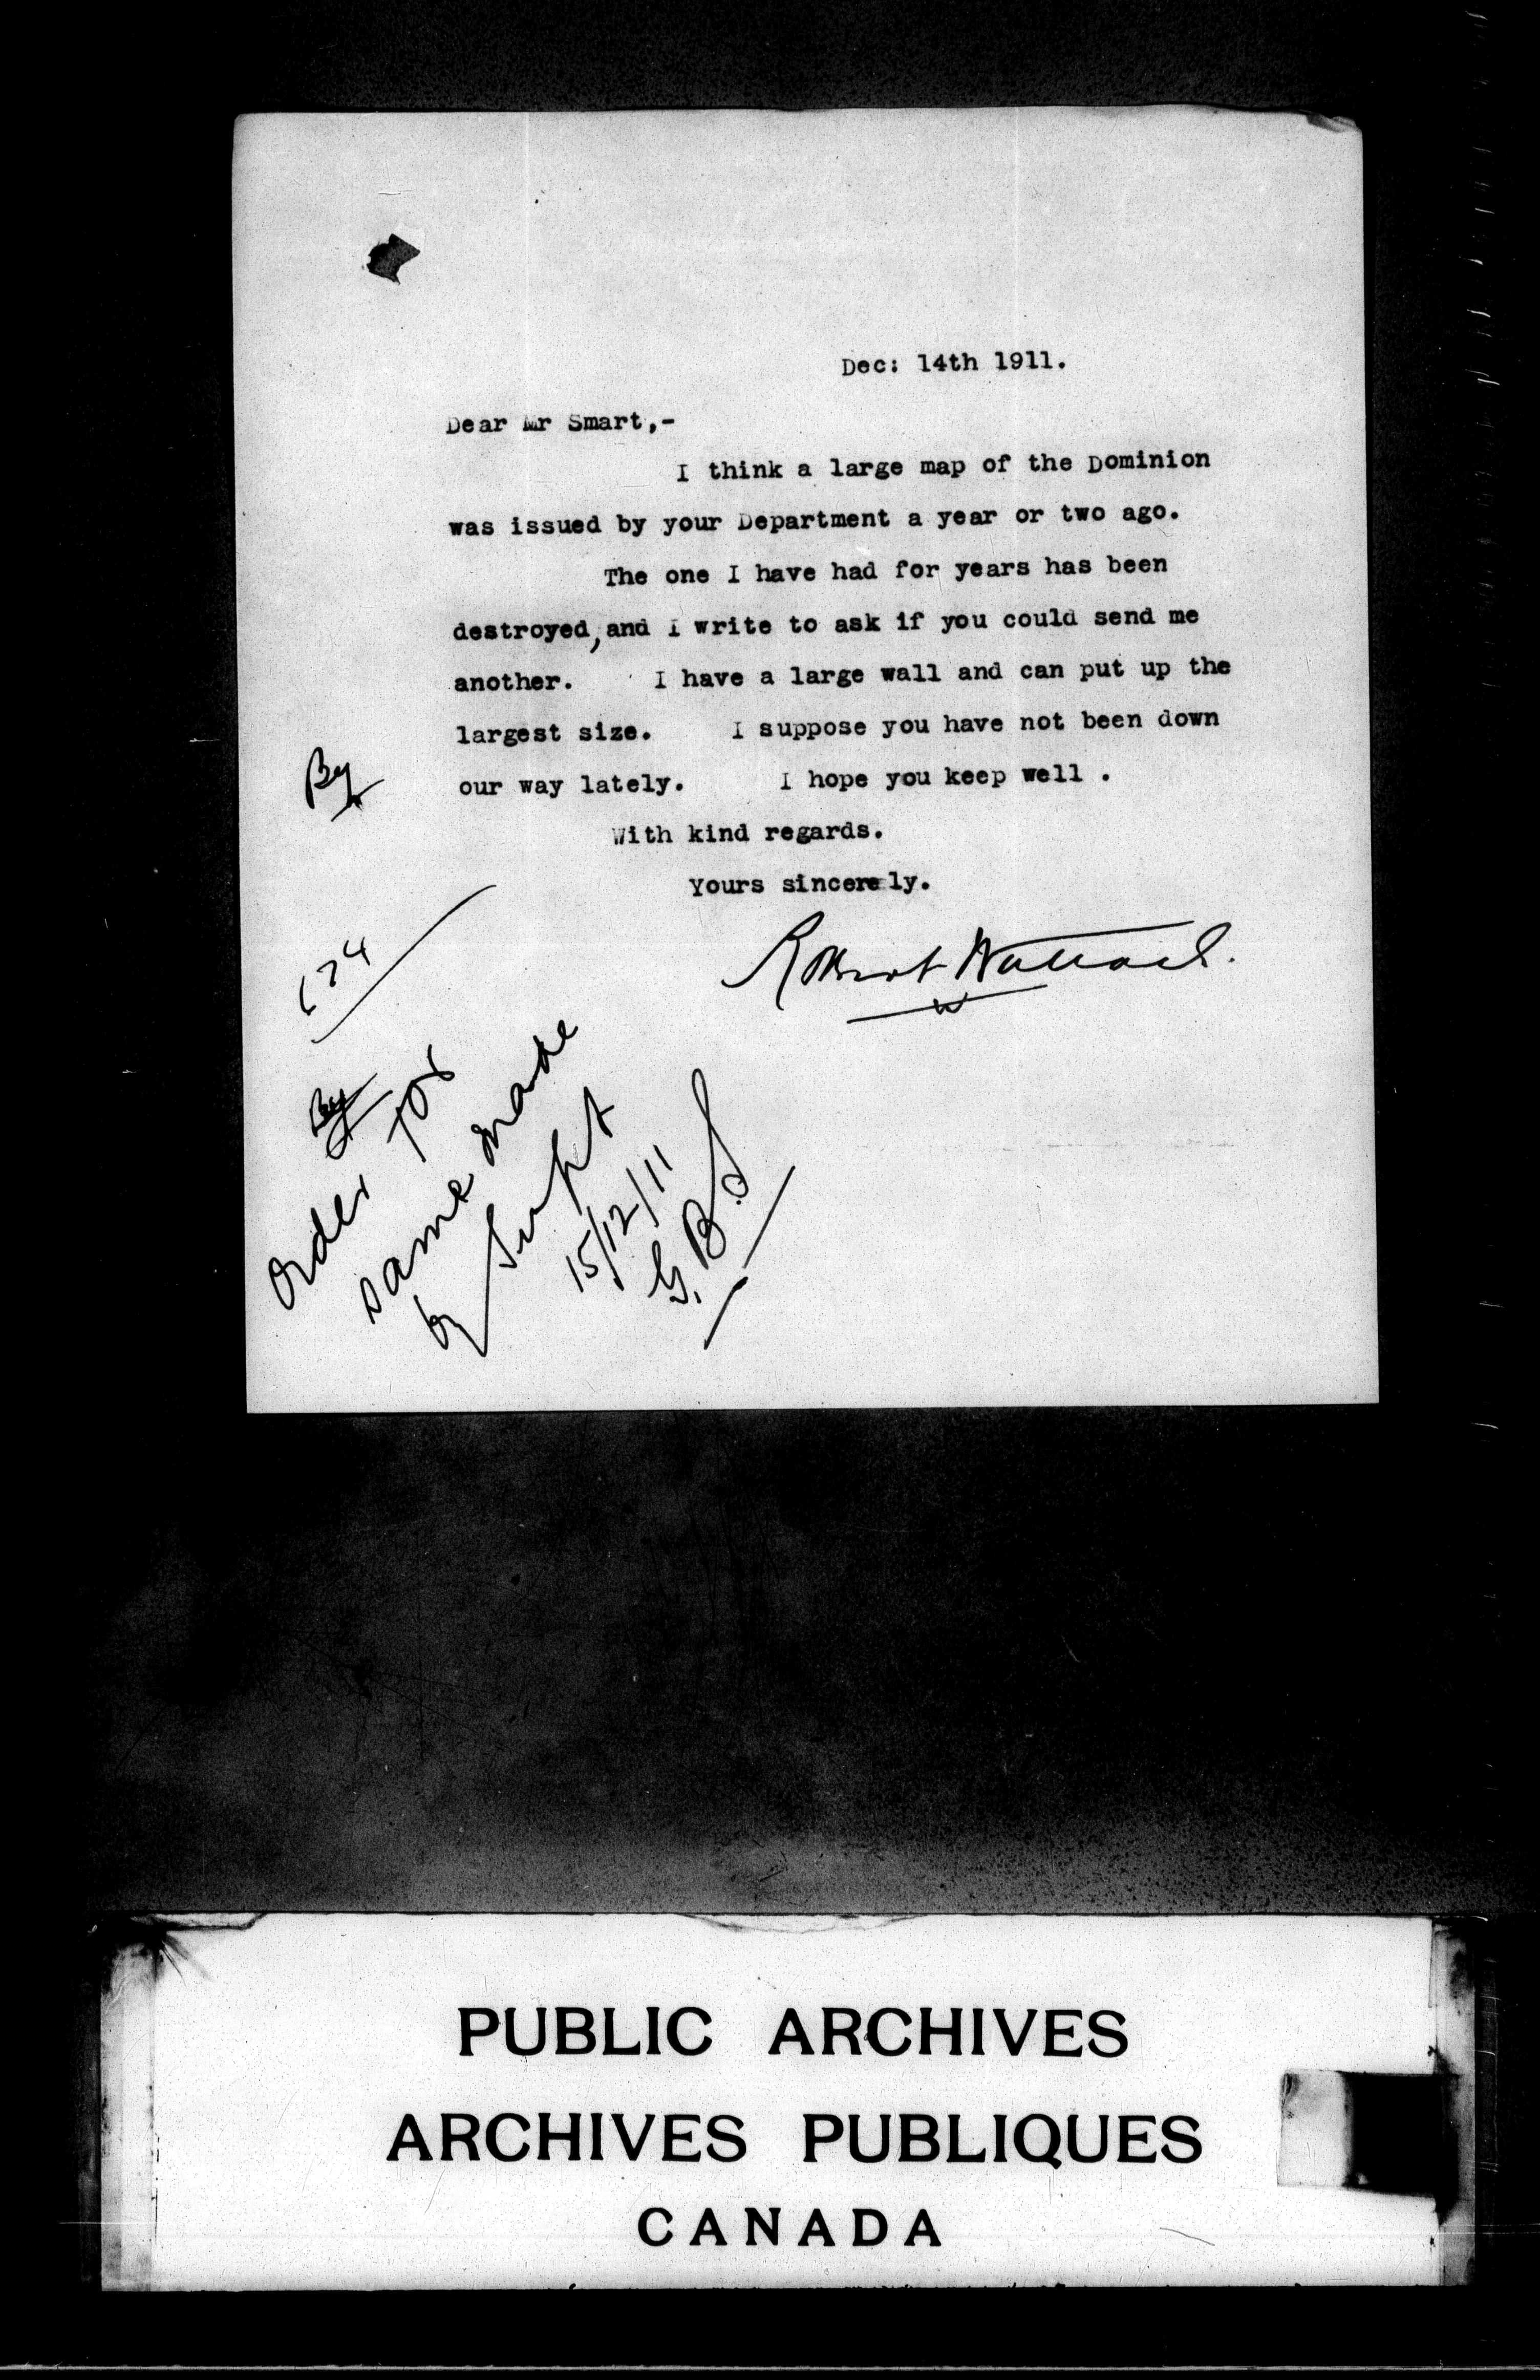 Dec: 14th 1911.
Dear Mr Smart,-
I think a large map of the Dominion
was issued by your Department a year or two ago.
The one I have had for years has been
destroyed, and I write to ask if you could send me
another. I have a large wall and can put up the
largest size. I suppose you have not been down
our way lately. I hope you keep well .
With kind regards.
Yours sincerely.
Robert Wallace.
By
674
By
Order for
same made
by Supt
15/12/11
G.B.S
PUBLIC ARCHIVES
ARCHIVES PUBLIQUES
CANADA